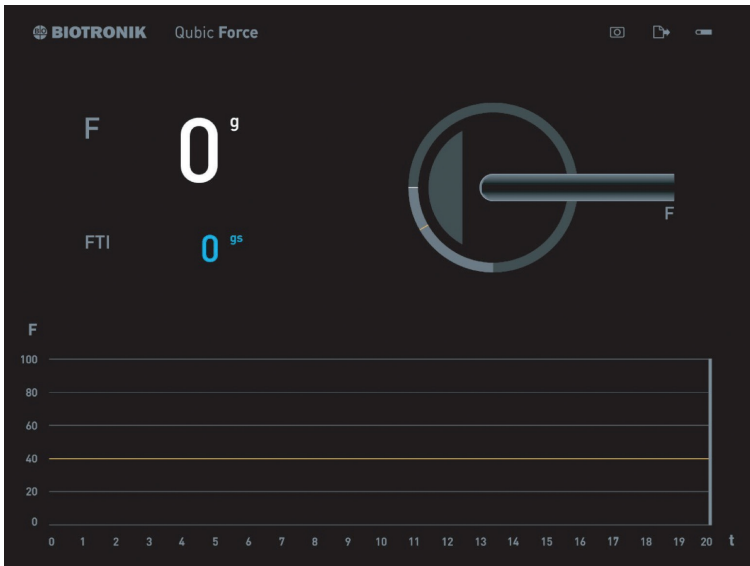 BIO BIOTRONIK Qubic Force
F 0 g
F
FTI 0 gs
F
100
80
60
40
20
0
0 1 2 3 4 5 6 7 8 9 10 11 12 13 14 15 16 17 18 19 20 t